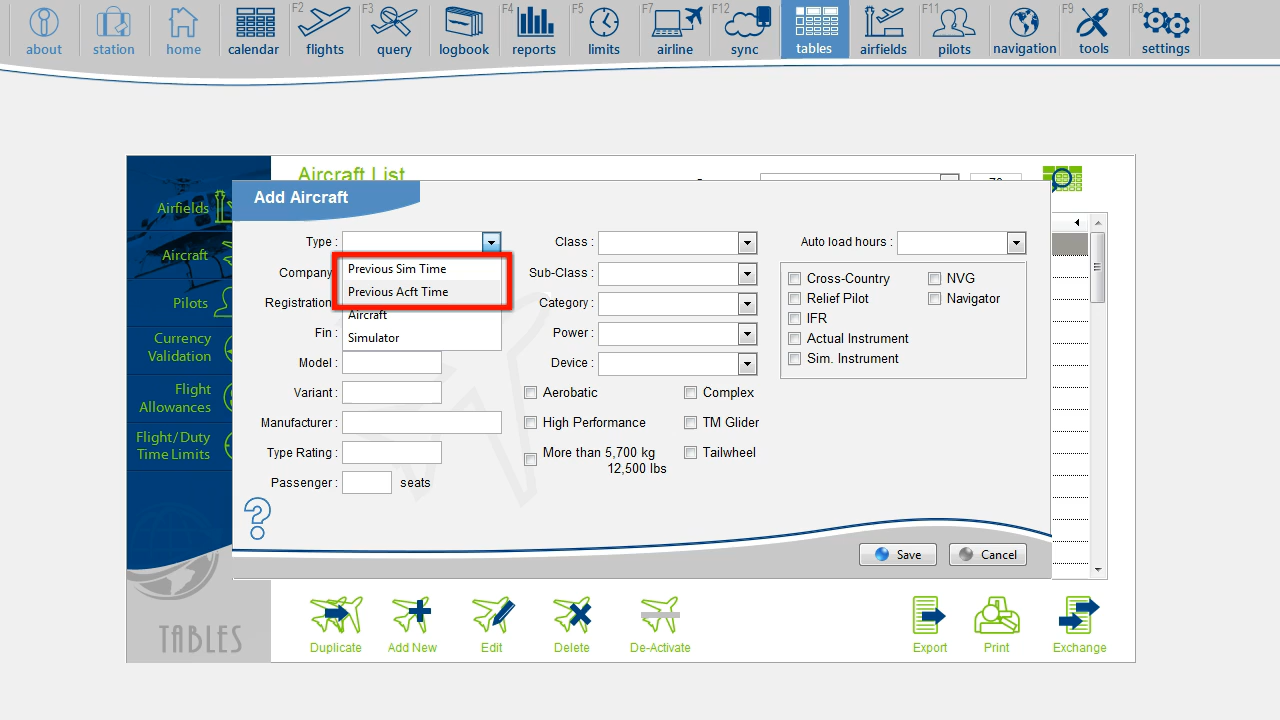 F2 F3 F4 F5 F7 F12 F11 F9 F8
about station home calendar flights query logbook reports limits airline sync tables airfields pilots navigation tools settings
Aircraft List
Add Aircraft
Airfields
Aircraft
Pilots
Currency
Validation
Flight
Allowances
Flight/Duty
Time Limits
TABLES
Type :
Previous Sim Time
Previous Acft Time
Aircraft
Simulator
Company
Registration
Fin :
Model :
Variant :
Manufacturer :
Type Rating :
Passenger : seats
Class :
Sub-Class :
Category :
Power :
Device :
Aerobatic Complex
High Performance TM Glider
More than 5,700 kg Tailwheel
12,500 lbs
Auto load hours :
Cross-Country NVG
Relief Pilot Navigator
IFR
Actual Instrument
Sim. Instrument
?
Save Cancel
Duplicate Add New Edit Delete De-Activate Export Print Exchange